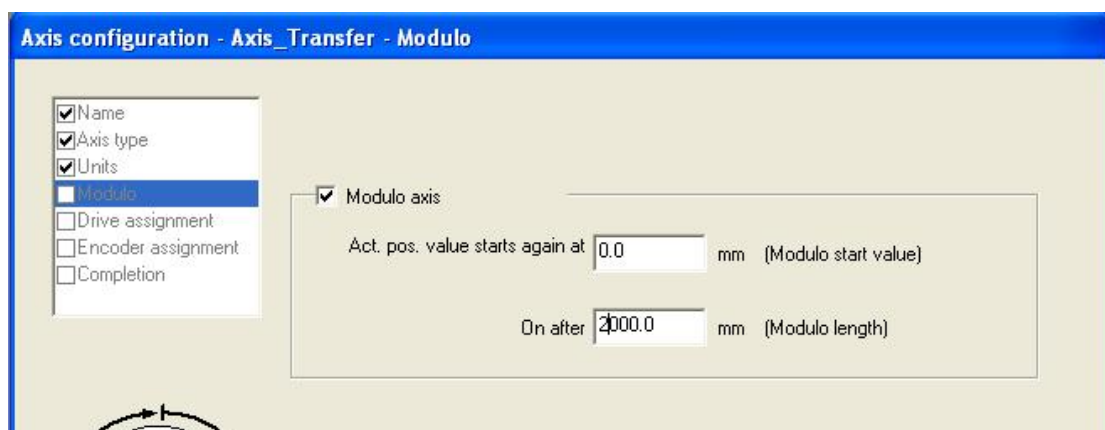 Axis configuration - Axis_Transfer - Modulo
Name
Axis type
Units
Modulo
Drive assignment
Encoder assignment
Completion
Modulo axis
Act. pos. value starts again at 0.0 mm (Modulo start value)
On after 2000.0 mm (Modulo length)